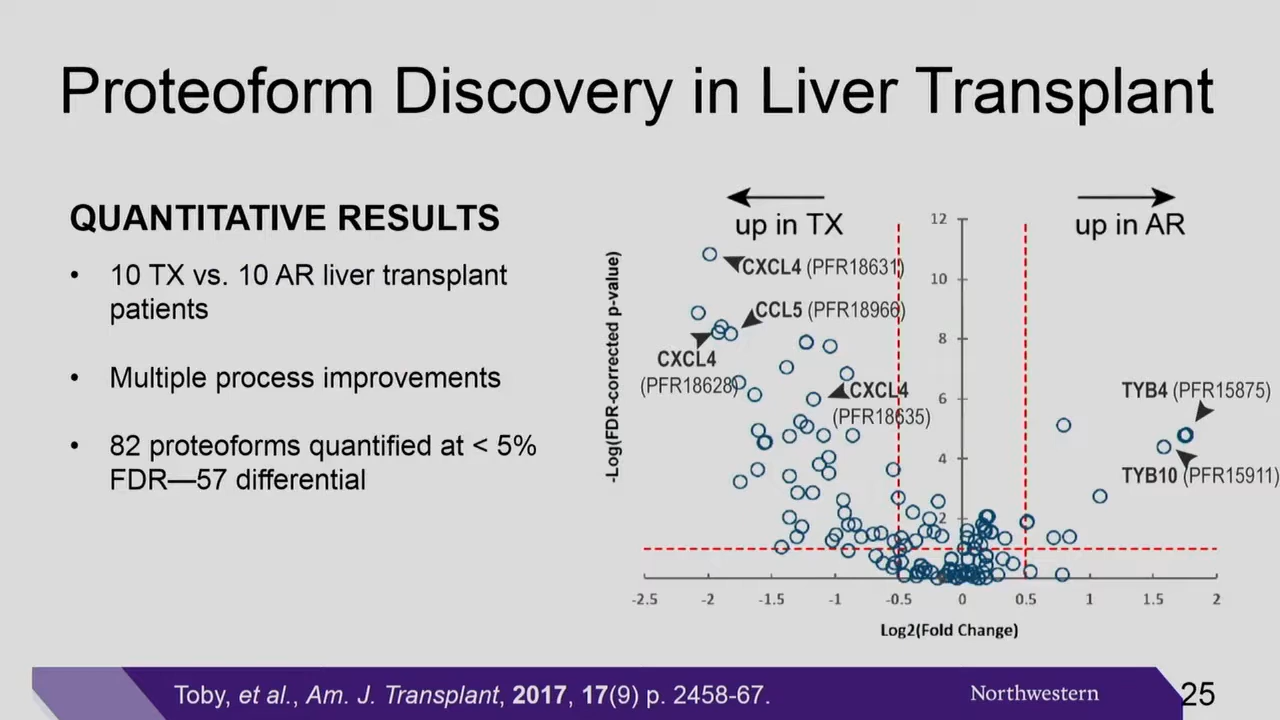 Proteoform Discovery in Liver Transplant
QUANTITATIVE RESULTS
• 10 TX vs. 10 AR liver transplant
patients
• Multiple process improvements
• 82 proteoforms quantified at < 5%
FDR—57 differential
up in TX
up in AR
-Log(FDR-corrected p-value)
12
10
8
6
4
2
CXCL4 (PFR18631)
CCL5 (PFR18966)
CXCL4
(PFR18628)
CXCL4
(PFR18635)
TYB4 (PFR15875)
TYB10 (PFR15911)
-2.5 -2 -1.5 -1 -0.5 0 0.5 1 1.5 2
Log2(Fold Change)
Toby, et al., Am. J. Transplant, 2017, 17(9) p. 2458-67.
Northwestern
25